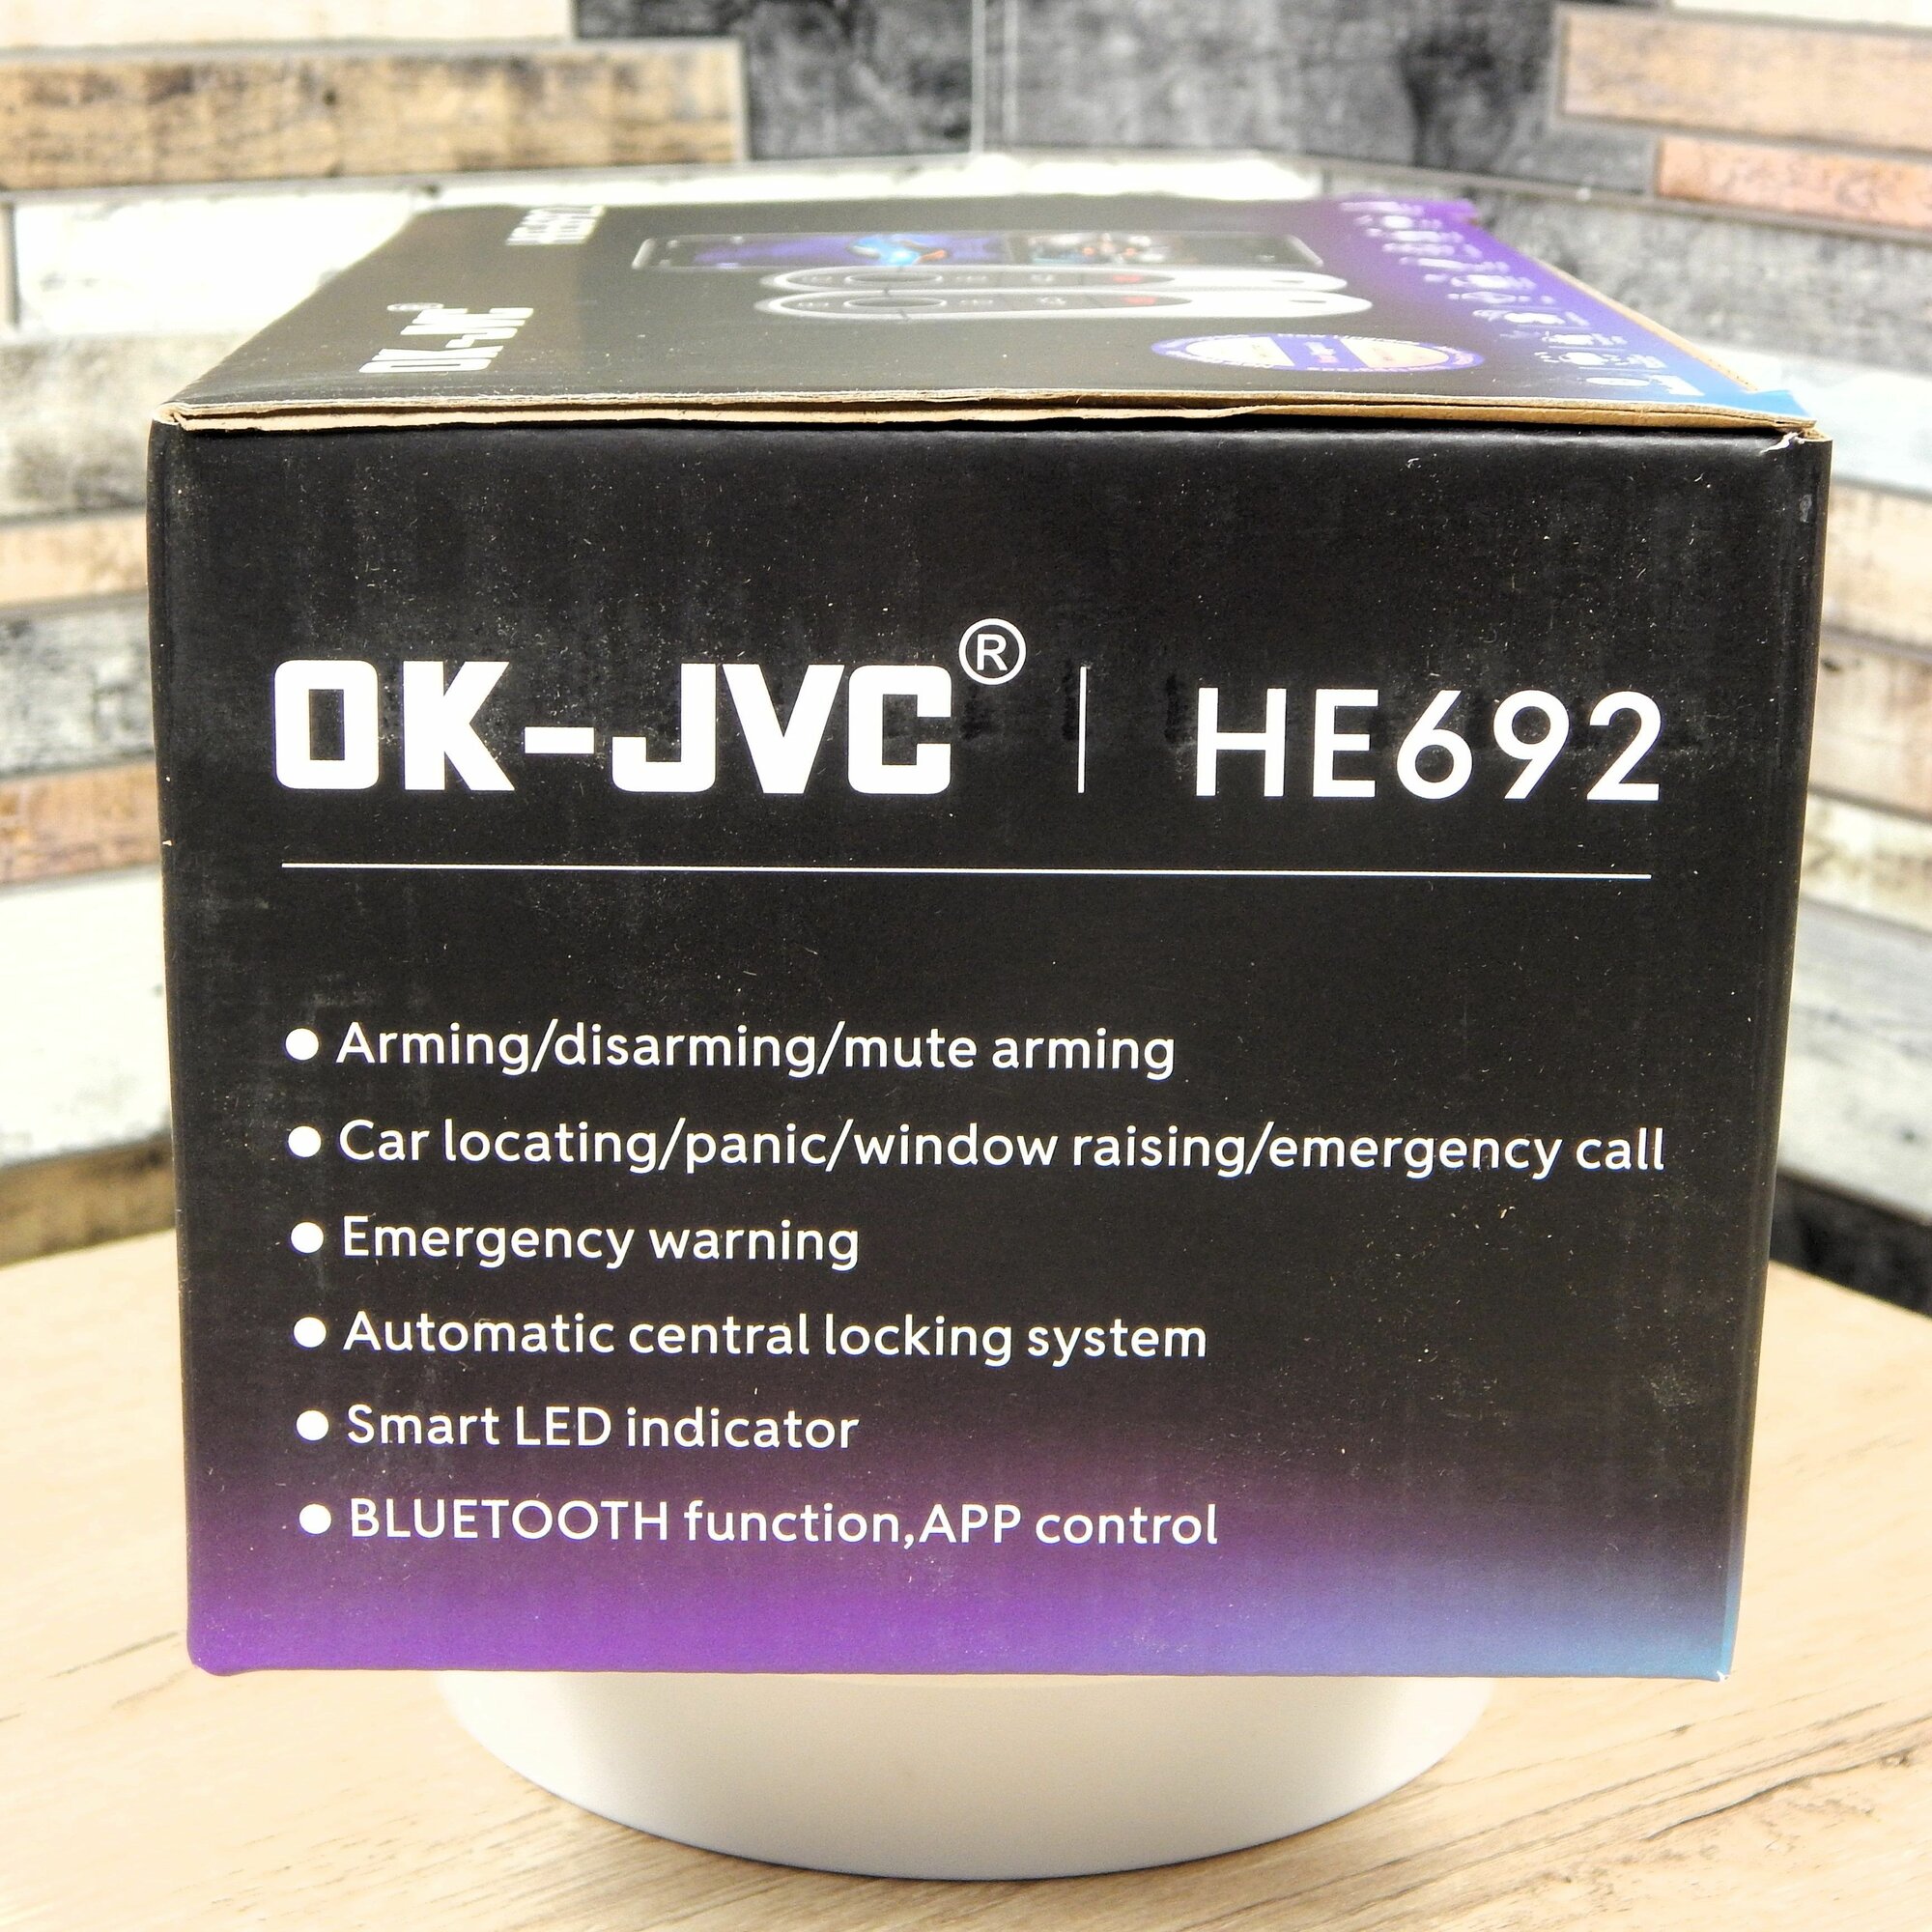 OK-JVC®
OK-JVC® | HE692
● Arming/disarming/mute arming
● Car locating/panic/window raising/emergency call
● Emergency warning
● Automatic central locking system
● Smart LED indicator
● BLUETOOTH function,APP control